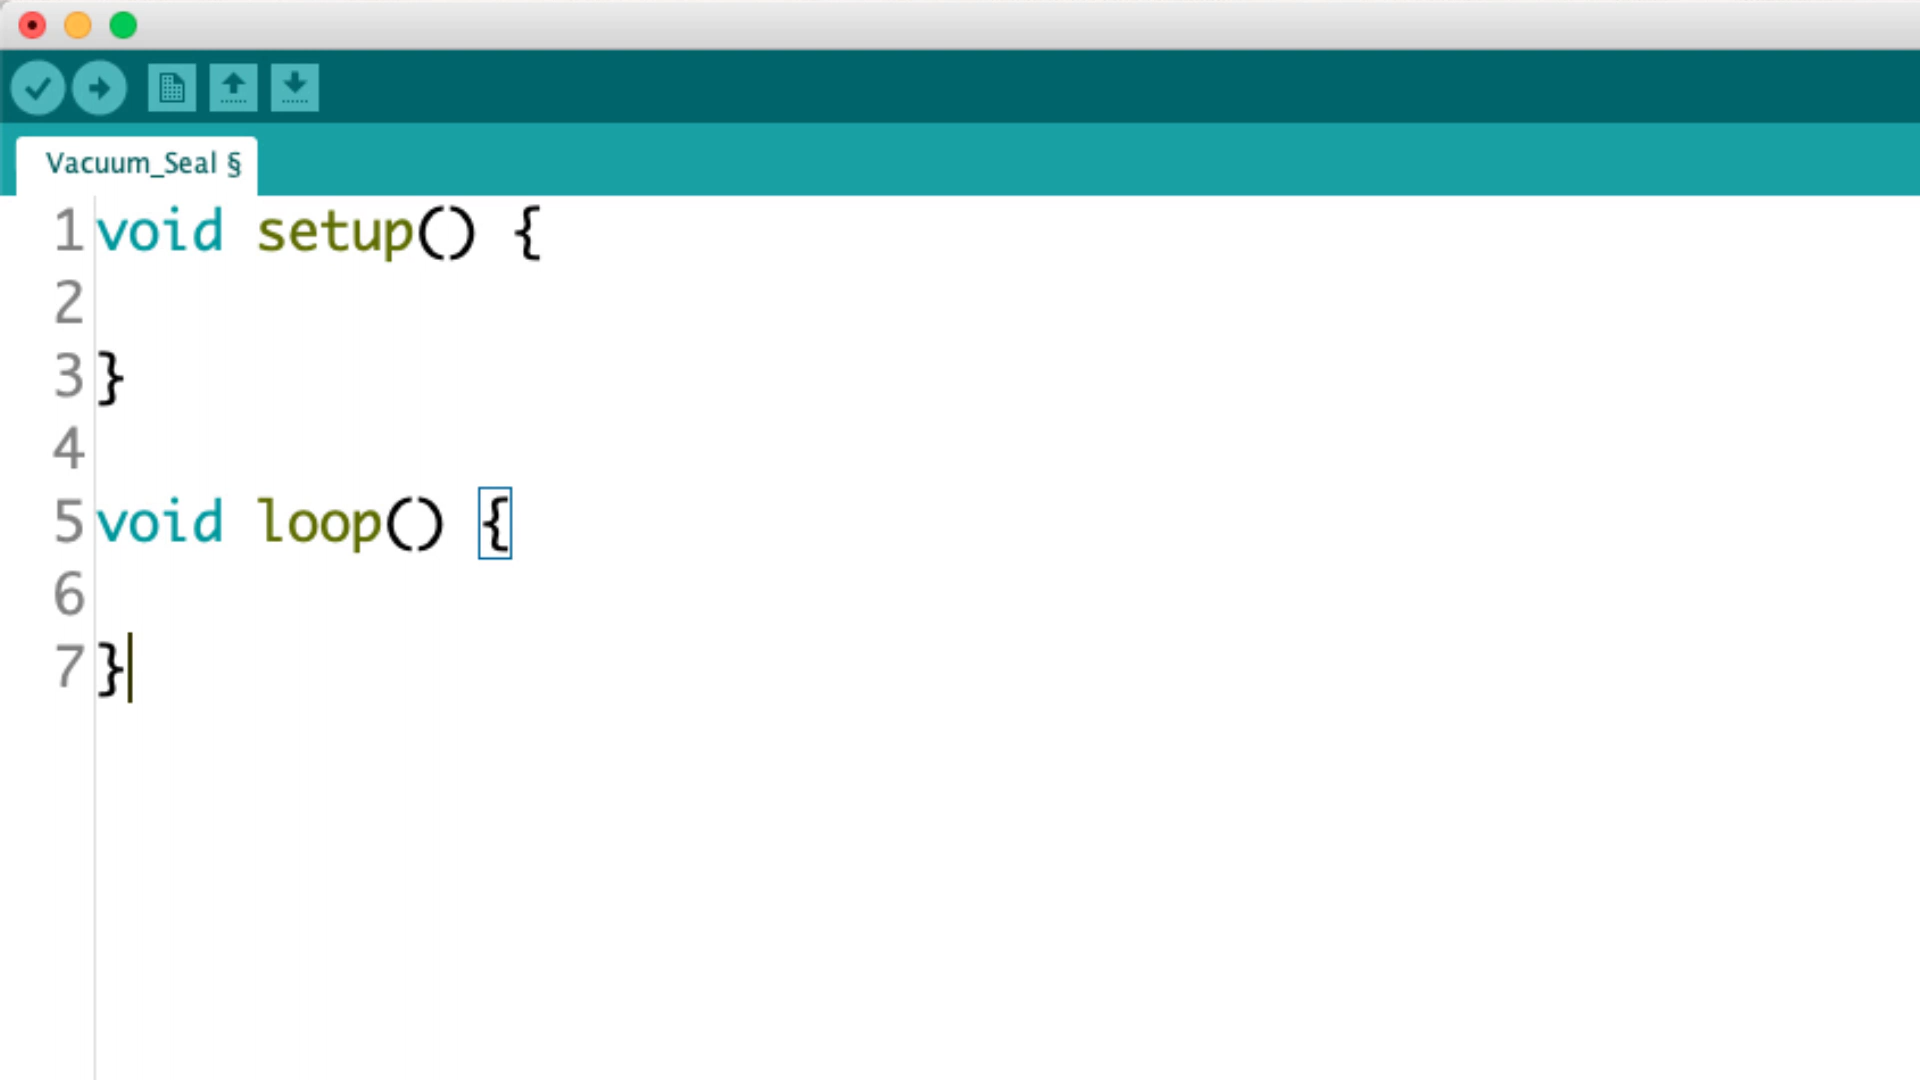 Vacuum_Seal §
1 void setup() {
2
3 }
4
5 void loop() {
6
7 }